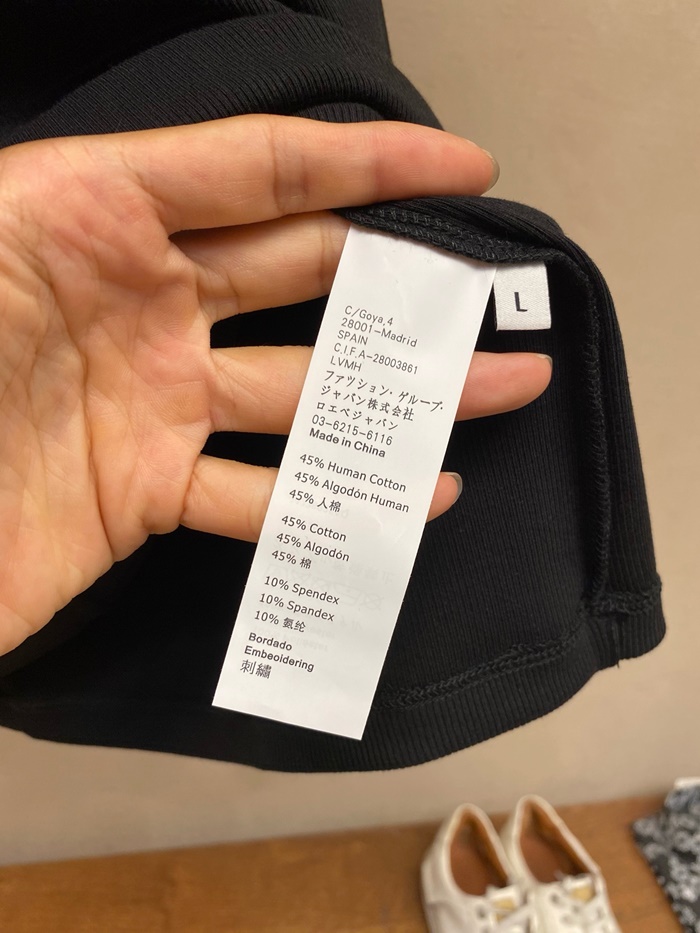 L
C/Goya,4
28001-Madrid
SPAIN
C.I.F.A-28003861
LVMH
ファツション・グループ・
ジャパン株式会社
ロエベジャパン
03-6215-6116
Made in China
45% Human Cotton
45% Algodón Human
45% 人棉
45% Cotton
45% Algodón
45% 棉
10% Spendex
10% Spandex
10% 氨纶
Bordado
Embeoidering
刺繡